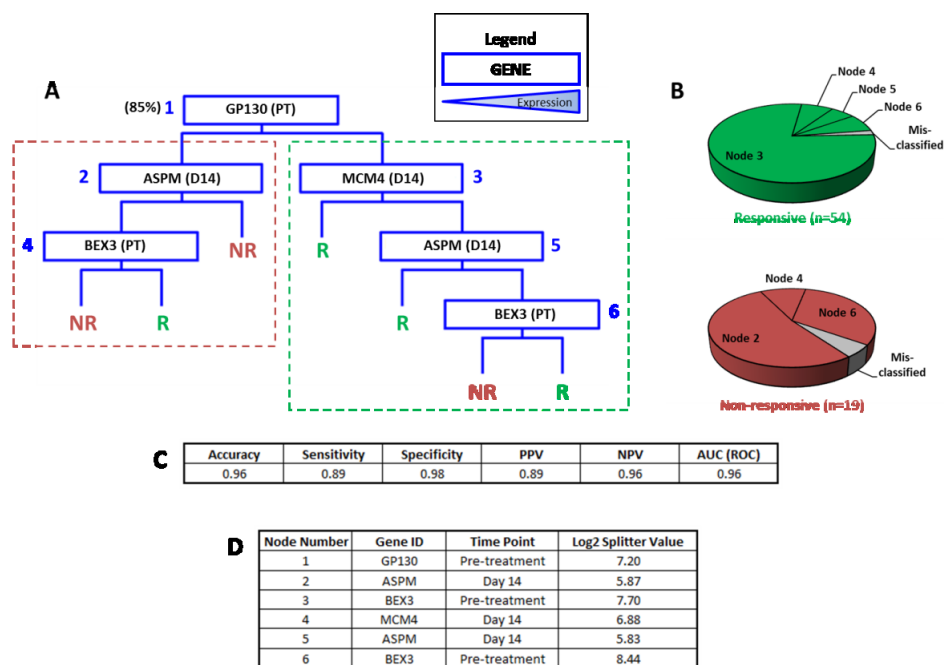 Legend
GENE
Expression
A
(85%) 1 GP130 (PT)
2 ASPM (D14)
MCM4 (D14) 3
4 BEX3 (PT)
NR
R
ASPM (D14) 5
NR
R
R
BEX3 (PT) 6
NR
R
B
Node 4
Node 5
Node 6
Mis-
classified
Node 3
Responsive (n=54)
Node 4
Node 6
Node 2
Mis-
classified
Non-responsive (n=19)
C
Accuracy Sensitivity Specificity PPV NPV AUC (ROC)
0.96 0.89 0.98 0.89 0.96 0.96
D
Node Number Gene ID Time Point Log2 Splitter Value
1 GP130 Pre-treatment 7.20
2 ASPM Day 14 5.87
3 BEX3 Pre-treatment 7.70
4 MCM4 Day 14 6.88
5 ASPM Day 14 5.83
6 BEX3 Pre-treatment 8.44